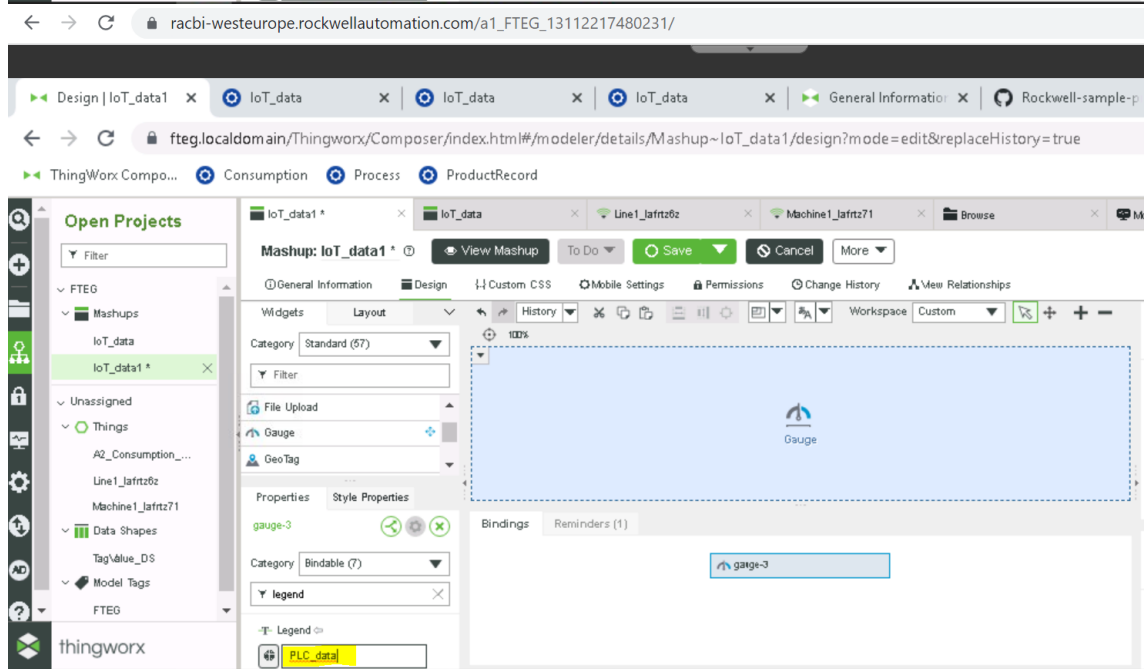 racbi-westeurope.rockwellautomation.com/a1_FTEG_13112217480231/
Design | IoT_data1
IoT_data
IoT_data
IoT_data
General Information
Rockwell-sample-p
fteg.localdomain/Thingworx/Composer/index.html#/modeler/details/Mashup~IoT_data1/design?mode=edit&replaceHistory=true
ThingWorx Compo...
Consumption
Process
ProductRecord
Open Projects
Filter
FTEG
Mashups
IoT_data
IoT_data1 *
Unassigned
Things
A2_Consumption_...
Line1_lafrtz6z
Machine1_lafrtz71
Data Shapes
TagValue_DS
Model Tags
FTEG
thingworx
IoT_data1 *
IoT_data
Line1_lafrtz6z
Machine1_lafrtz71
Browse
Mashup: IoT_data1 *
View Mashup
To Do
Save
Cancel
More
General Information
Design
Custom CSS
Mobile Settings
Permissions
Change History
View Relationships
Widgets
Layout
History
Workspace
Custom
100%
Category
Standard (57)
Filter
File Upload
Gauge
GeoTag
Gauge
Properties
Style Properties
gauge-3
Category
Bindable (7)
legend
Legend
PLC_data
Bindings
Reminders (1)
gauge-3